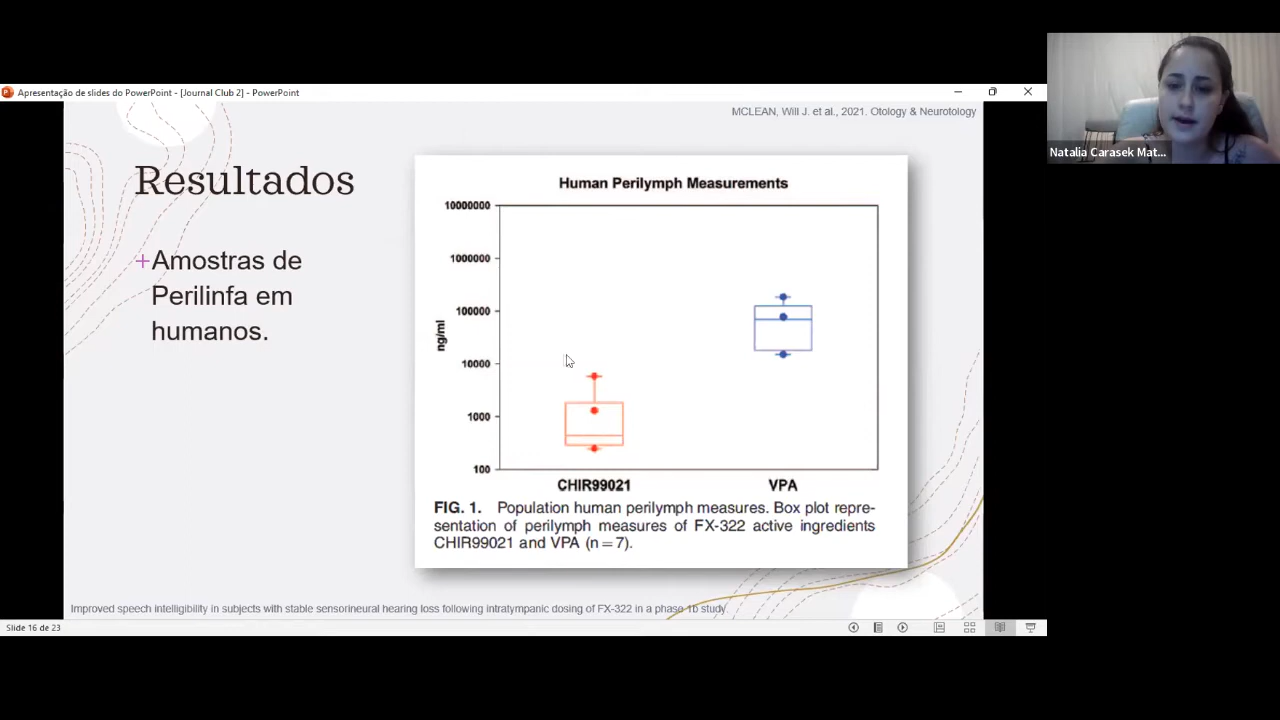 Apresentação de slides do PowerPoint - [Journal Club 2] - PowerPoint
MCLEAN, Will J. et al., 2021. Otology & Neurotology
Natalia Carasek Mat...
Resultados
+Amostras de
Perilinfa em
humanos.
Human Perilymph Measurements
10000000
1000000
100000
10000
1000
100
ng/ml
CHIR99021 VPA
FIG. 1. Population human perilymph measures. Box plot repre-
sentation of perilymph measures of FX-322 active ingredients
CHIR99021 and VPA (n=7).
Improved speech intelligibility in subjects with stable sensorineural hearing loss following intratympanic dosing of FX-322 in a phase 1b study.
Slide 16 de 23